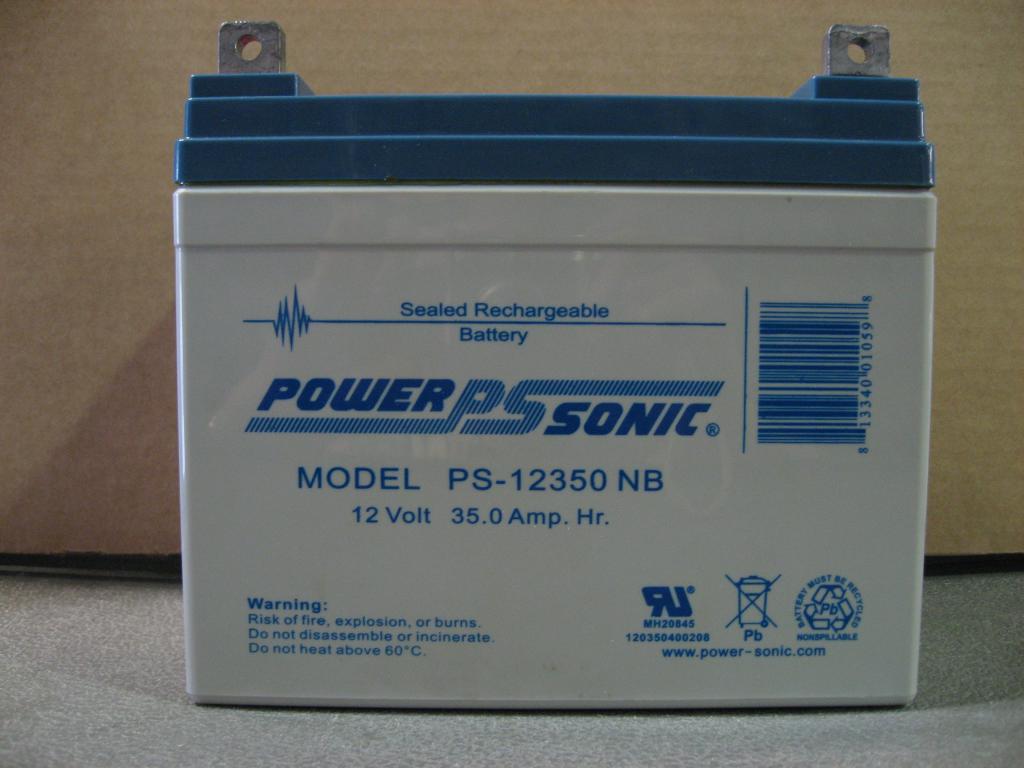 Sealed Rechargeable
Battery
POWER PS SONIC®
MODEL PS-12350 NB
12 Volt 35.0 Amp. Hr.
8 13340 01059 8
Warning:
Risk of fire, explosion, or burns.
Do not disassemble or incinerate.
Do not heat above 60°C.
RU®
MH20845
120350400208
Pb
BATTERY MUST BE RECYCLED
Pb
NONSPILLABLE
www.power-sonic.com